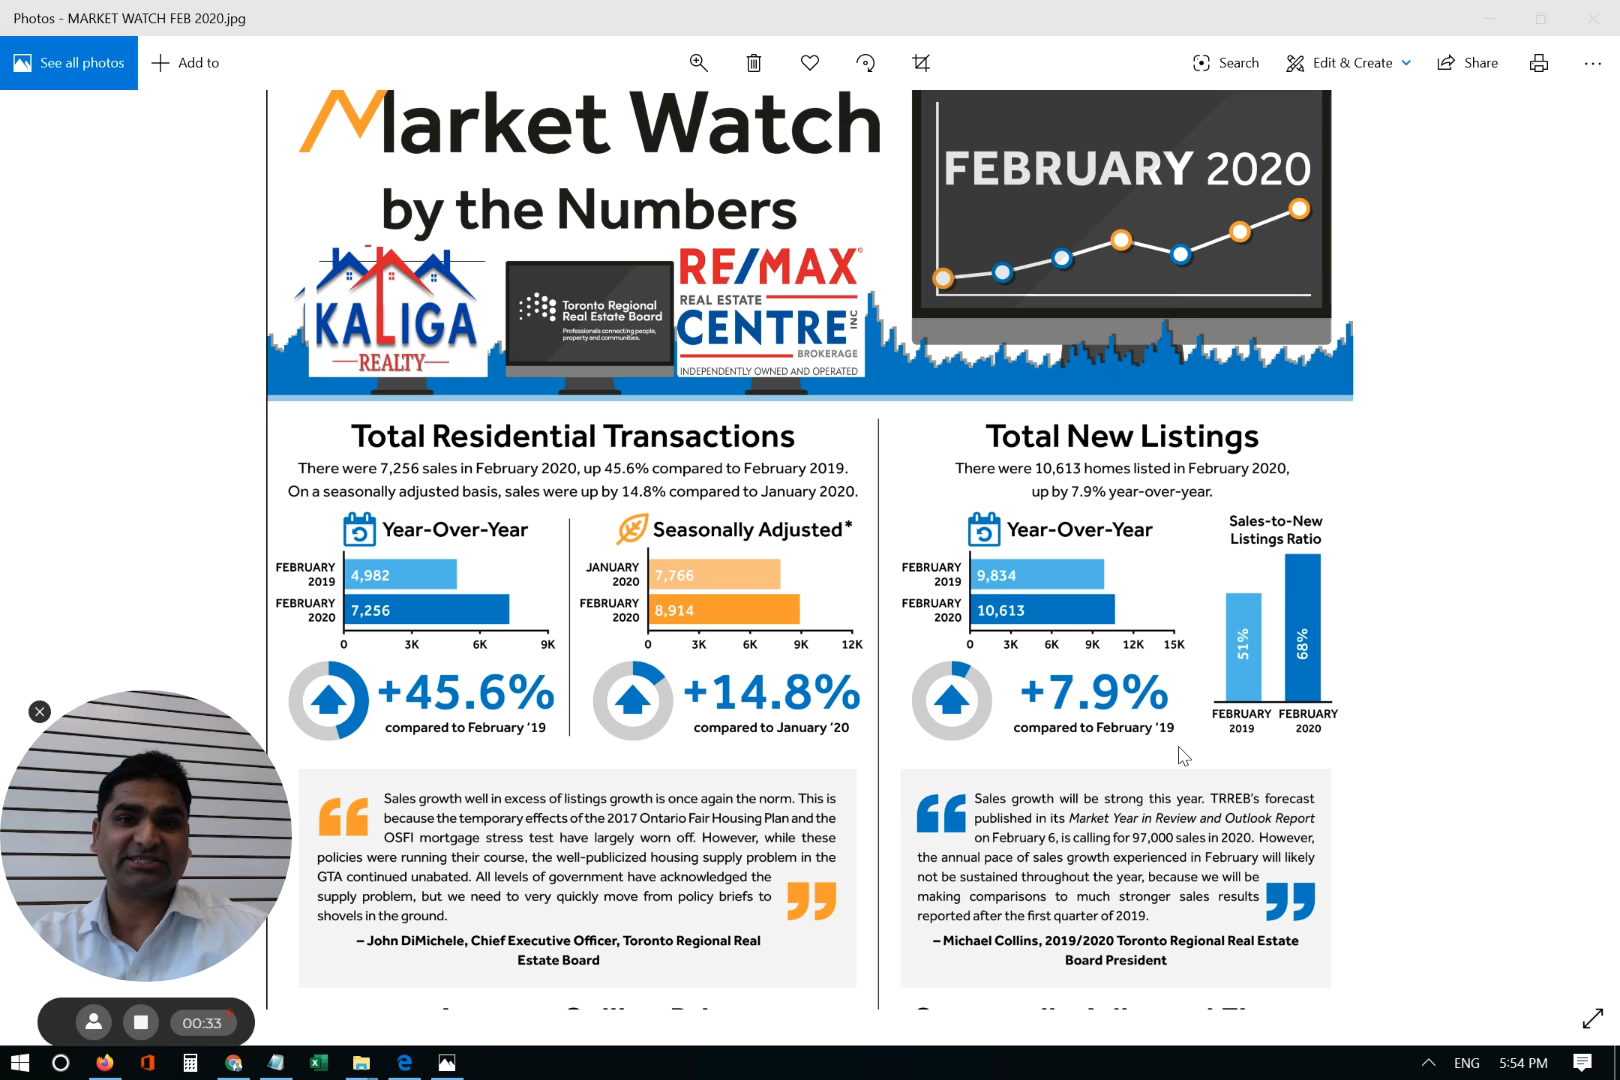 Photos - MARKET WATCH FEB 2020.jpg
See all photos
Add to
Search
Edit & Create
Share
Market Watch
by the Numbers
FEBRUARY 2020
KALIGA
REALTY
Toronto Regional
Real Estate Board
Professionals connecting people,
property and communities.
RE/MAX
REAL ESTATE
CENTRE INC
BROKERAGE
INDEPENDENTLY OWNED AND OPERATED
Total Residential Transactions
There were 7,256 sales in February 2020, up 45.6% compared to February 2019.
On a seasonally adjusted basis, sales were up by 14.8% compared to January 2020.
Year-Over-Year
FEBRUARY
2019
4,982
FEBRUARY
2020
7,256
0 3K 6K 9K
+45.6%
compared to February '19
Seasonally Adjusted*
JANUARY
2020
7,766
FEBRUARY
2020
8,914
0 3K 6K 9K 12K
+14.8%
compared to January '20
Total New Listings
There were 10,613 homes listed in February 2020,
up by 7.9% year-over-year.
Year-Over-Year
FEBRUARY
2019
9,834
FEBRUARY
2020
10,613
0 3K 6K 9K 12K 15K
+7.9%
compared to February '19
Sales-to-New
Listings Ratio
51%
68%
FEBRUARY FEBRUARY
2019 2020
Sales growth well in excess of listings growth is once again the norm. This is
because the temporary effects of the 2017 Ontario Fair Housing Plan and the
OSFI mortgage stress test have largely worn off. However, while these
policies were running their course, the well-publicized housing supply problem in the
GTA continued unabated. All levels of government have acknowledged the
supply problem, but we need to very quickly move from policy briefs to
shovels in the ground.
– John DiMichele, Chief Executive Officer, Toronto Regional Real
Estate Board
Sales growth will be strong this year. TRREB's forecast
published in its Market Year in Review and Outlook Report
on February 6, is calling for 97,000 sales in 2020. However,
the annual pace of sales growth experienced in February will likely
not be sustained throughout the year, because we will be
making comparisons to much stronger sales results
reported after the first quarter of 2019.
– Michael Collins, 2019/2020 Toronto Regional Real Estate
Board President
00:33
ENG
5:54 PM